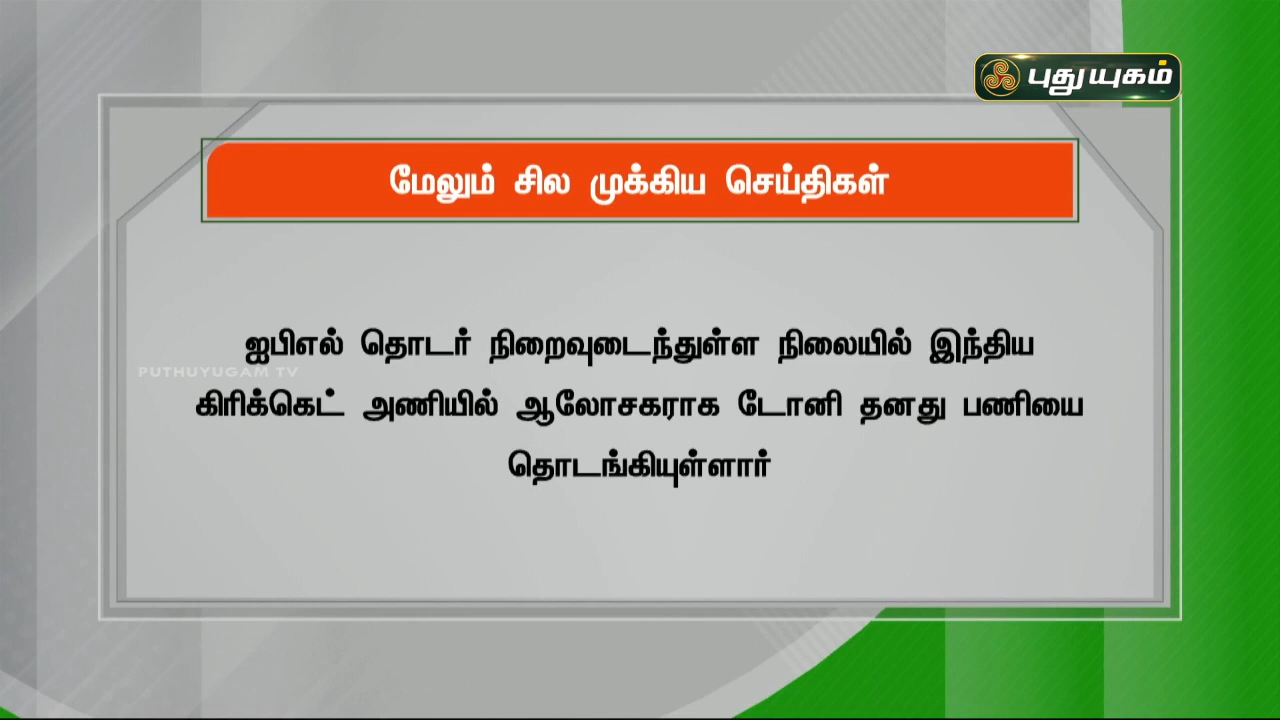 புதுயுகம்
மேலும் சில முக்கிய செய்திகள்
ஐபிஎல் தொடர் நிறைவுடைந்துள்ள நிலையில் இந்திய
PUTHUYUGAM TV
கிரிக்கெட் அணியில் ஆலோசகராக டோனி தனது பணியை
தொடங்கியுள்ளார்